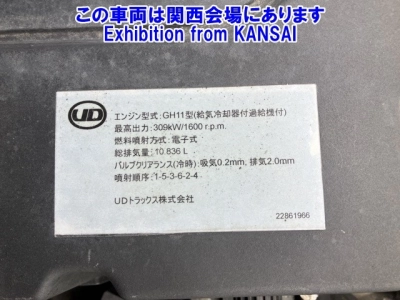 この車両は関西会場にあります
Exhibition from KANSAI
UD
エンジン型式:GH11型(給気冷却器付過給機付)
最高出力:309kW/1600 r.p.m.
燃料噴射方式:電子式
総排気量:10.836 L
バルブクリアランス(冷時):吸気0.2mm, 排気2.0mm
噴射順序:1-5-3-6-2-4
UDトラックス株式会社
22861966